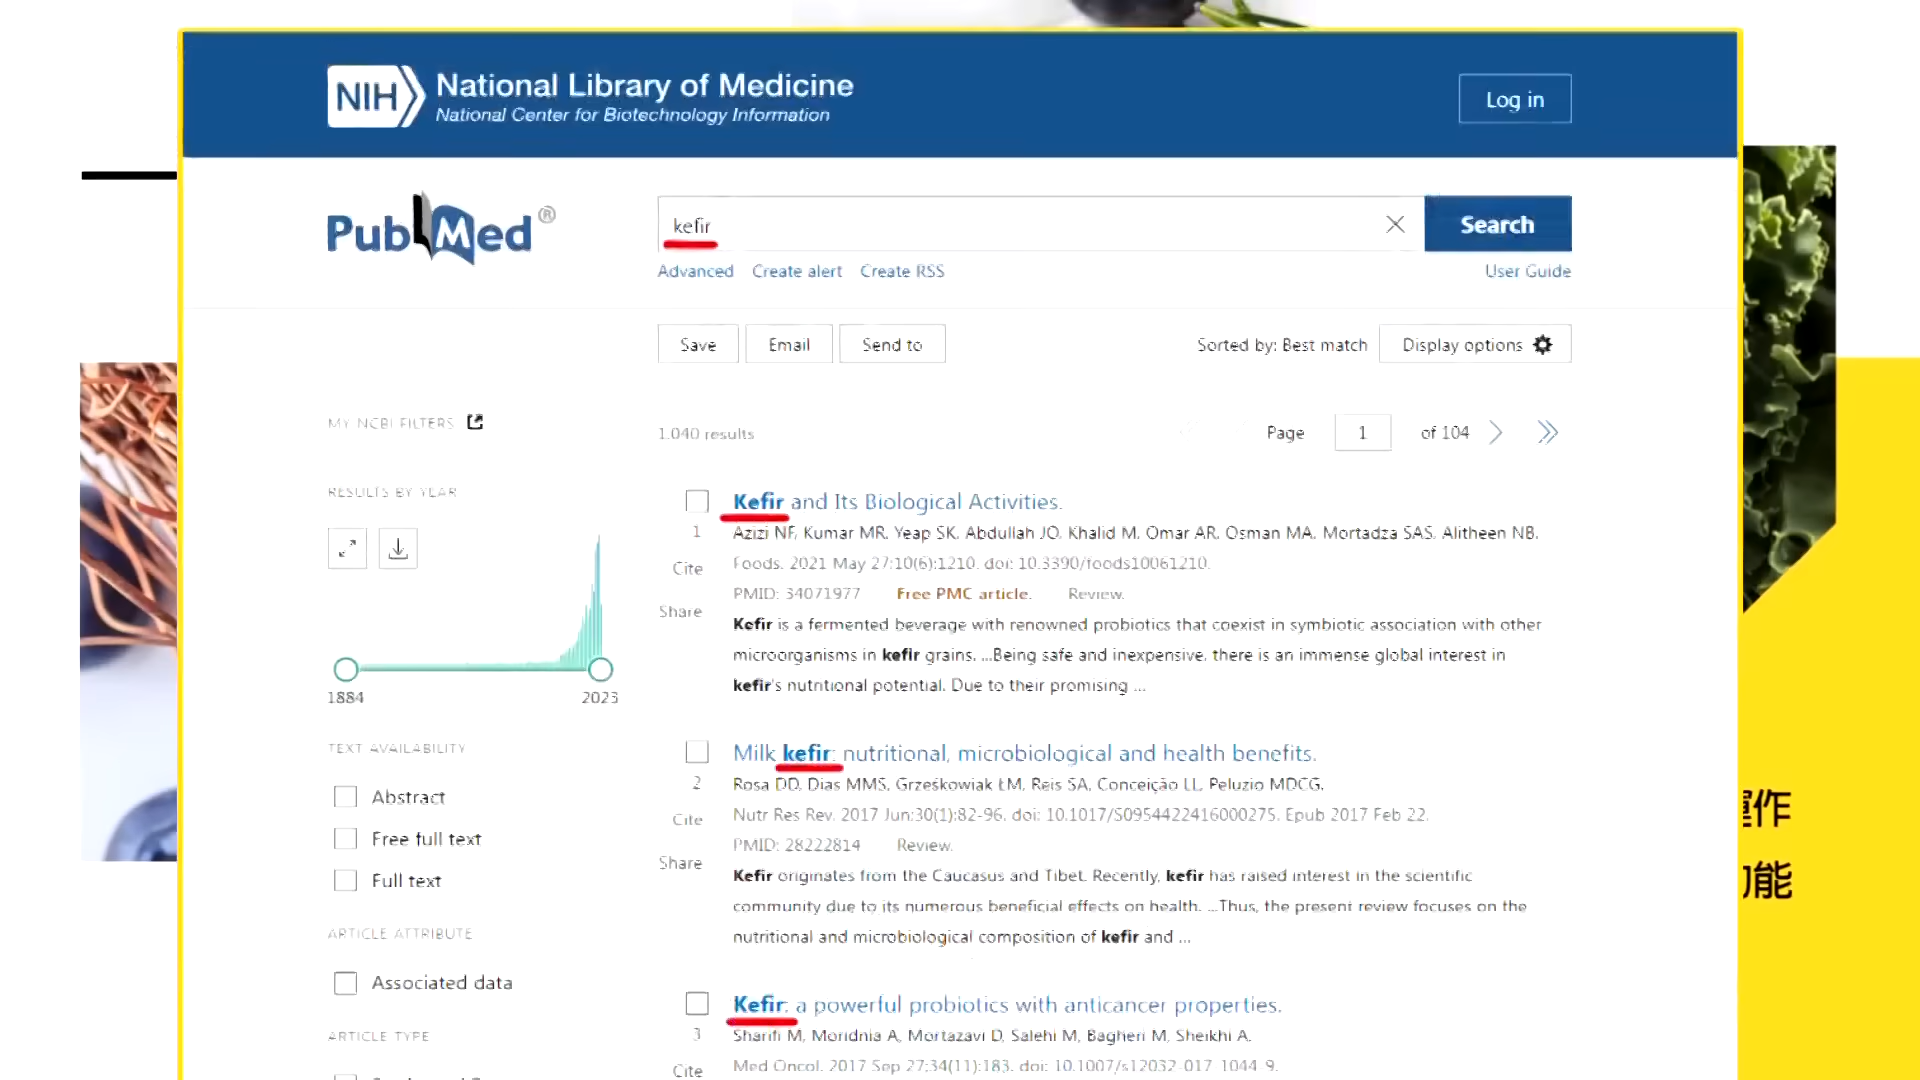 NIH National Library of Medicine
National Center for Biotechnology Information
Log in
PubMed®
kefir
Search
Advanced Create alert Create RSS
User Guide
Save Email Send to
Sorted by: Best match Display options
MY NCBI FILTERS
1,040 results
Page 1 of 104
RESULTS BY YEAR
1884 2023
TEXT AVAILABILITY
Abstract
Free full text
Full text
ARTICLE ATTRIBUTE
Associated data
ARTICLE TYPE
Kefir and Its Biological Activities.
1
Azizi NF, Kumar MR, Yeap SK, Abdullah JO, Khalid M, Omar AR, Osman MA, Mortadza SAS, Alitheen NB.
Cite
Foods. 2021 May 27;10(6):1210. doi: 10.3390/foods10061210.
PMID: 34071977 Free PMC article. Review.
Share
Kefir is a fermented beverage with renowned probiotics that coexist in symbiotic association with other
microorganisms in kefir grains. ...Being safe and inexpensive, there is an immense global interest in
kefir's nutritional potential. Due to their promising ...
Milk kefir: nutritional, microbiological and health benefits.
2
Rosa DD, Dias MMS, Grześkowiak ŁM, Reis SA, Conceição LL, Peluzio MDCG.
Cite
Nutr Res Rev. 2017 Jun;30(1):82-96. doi: 10.1017/S0954422416000275. Epub 2017 Feb 22.
PMID: 28222814 Review.
Share
Kefir originates from the Caucasus and Tibet. Recently, kefir has raised interest in the scientific
community due to its numerous beneficial effects on health. ...Thus, the present review focuses on the
nutritional and microbiological composition of kefir and ...
Kefir: a powerful probiotics with anticancer properties.
3
Sharifi M, Moridnia A, Mortazavi D, Salehi M, Bagheri M, Sheikhi A.
Cite
Med Oncol. 2017 Sep 27;34(11):183. doi: 10.1007/s12032-017-1044-9.
作
能